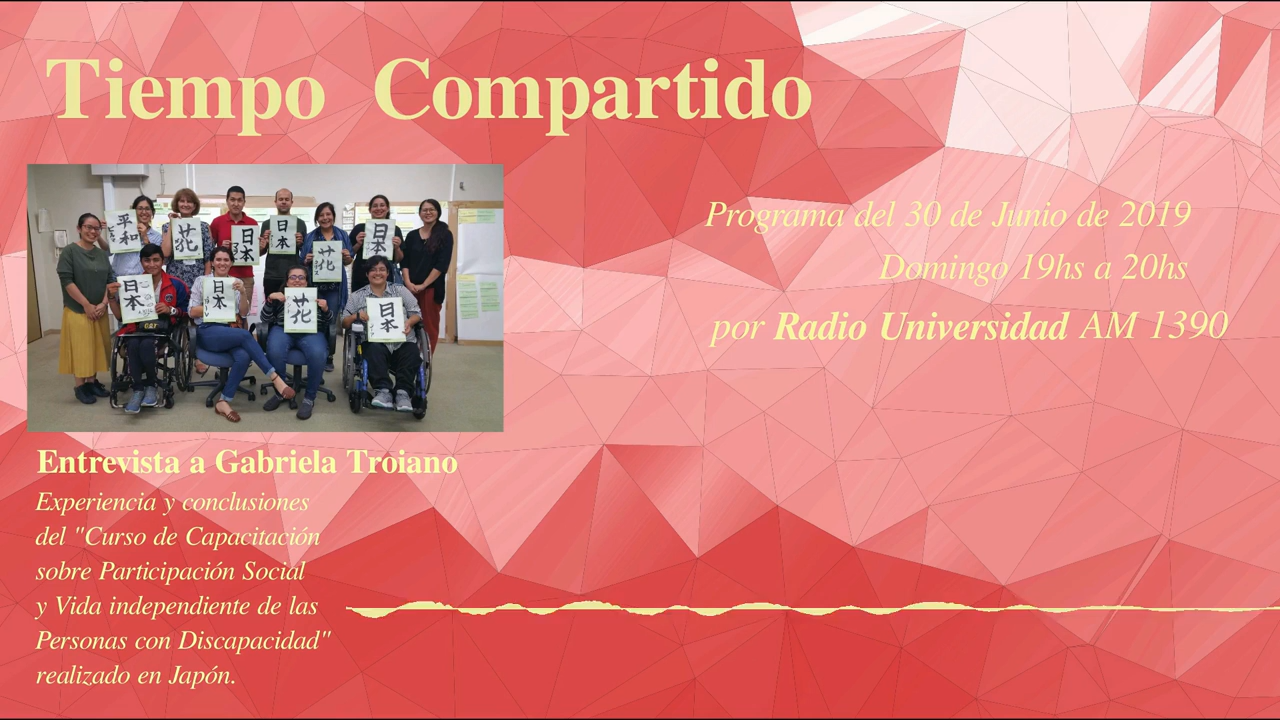 Tiempo Compartido
Programa del 30 de Junio de 2019
Domingo 19hs a 20hs
por Radio Universidad AM 1390
平
和
花
日
本
日
本
花
日
本
日
本
日
本
花
日
本
Entrevista a Gabriela Troiano
Experiencia y conclusiones
del "Curso de Capacitación
sobre Participación Social
y Vida independiente de las
Personas con Discapacidad"
realizado en Japón.